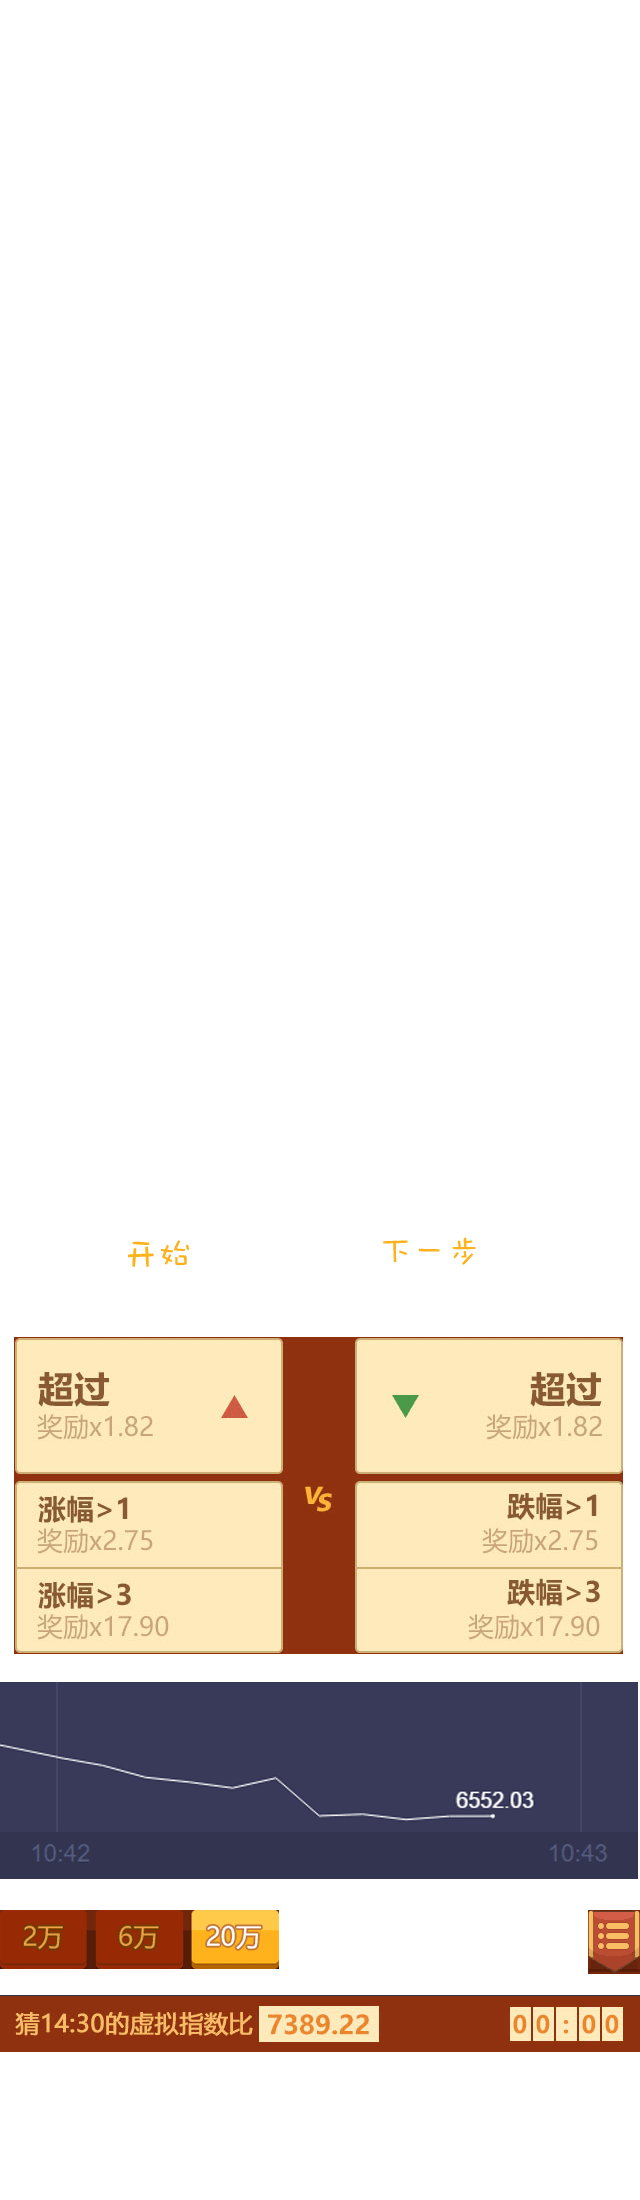 开始 下一步
超过 超过
奖励x1.82 奖励x1.82
涨幅>1 跌幅>1
奖励x2.75 奖励x2.75
VS
涨幅>3 跌幅>3
奖励x17.90 奖励x17.90
6552.03
10:42 10:43
2万 6万 20万
猜14:30的虚拟指数比 7389.22 00:00